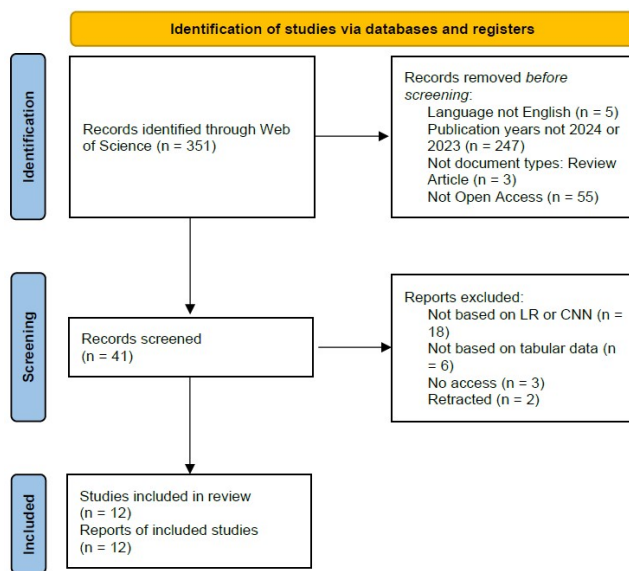 Identification of studies via databases and registers
Identification
Records identified through Web
of Science (n = 351)
Records removed before
screening:
Language not English (n = 5)
Publication years not 2024 or
2023 (n = 247)
Not document types: Review
Article (n = 3)
Not Open Access (n = 55)
Screening
Records screened
(n = 41)
Reports excluded:
Not based on LR or CNN (n =
18)
Not based on tabular data (n
= 6)
No access (n = 3)
Retracted (n = 2)
Included
Studies included in review
(n = 12)
Reports of included studies
(n = 12)